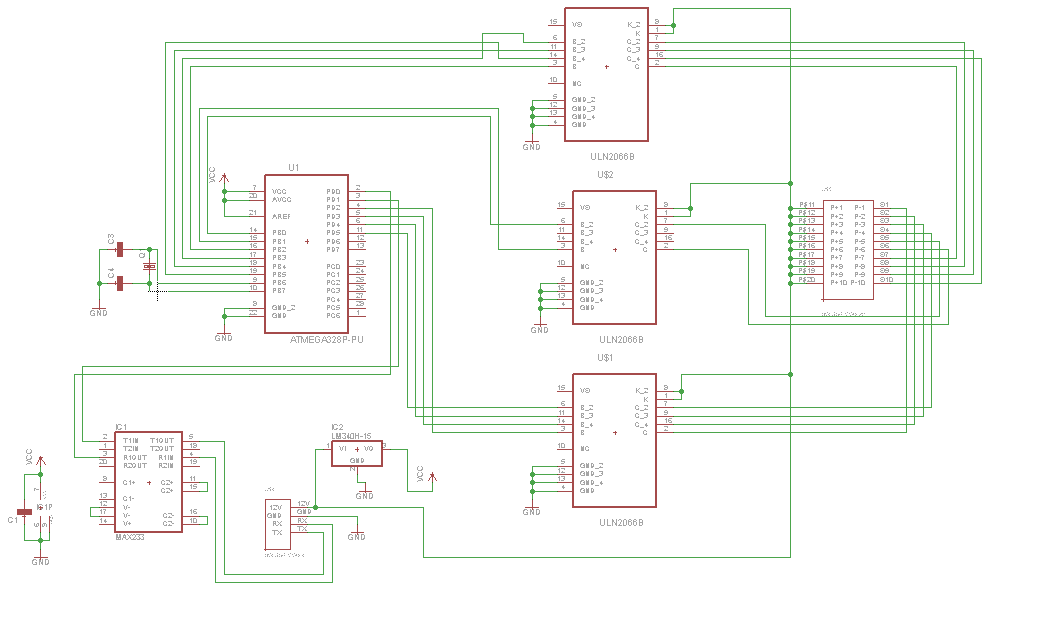 15 VS K_2 9
K 1
6 B_2 C_2 7
11 B_3 C_3 9
14 B_4 C_4 16
3 B C 2
10 NC
5 GND_2
12 GND_3
13 GND_4
4 GND
GND
ULN2066B
U$2
15 VS K_2 9
K 1
6 B_2 C_2 7
11 B_3 C_3 9
14 B_4 C_4 16
3 B C 2
10 NC
5 GND_2
12 GND_3
13 GND_4
4 GND
GND
ULN2066B
U$1
15 VS K_2 9
K 1
6 B_2 C_2 7
11 B_3 C_3 9
14 B_4 C_4 16
3 B C 2
10 NC
5 GND_2
12 GND_3
13 GND_4
4 GND
GND
ULN2066B
U1
VCC
7 VCC PD0 2
20 AVCC PD1 3
PD2 4
21 AREF PD3 5
PD4 6
14 PB0 PD5 11
15 PB1 PD6 12
16 PB2 PD7 13
17 PB3
18 PB4 PC0 23
19 PB5 PC1 24
9 PB6 PC2 25
10 PB7 PC3 26
PC4 27
8 GND_2 PC5 28
22 GND PC6 1
GND
ATMEGA328P-PU
C3
C4
GND
P$11 P+1 P-1 S1
P$12 P+2 P-2 S2
P$13 P+3 P-3 S3
P$14 P+4 P-4 S4
P$15 P+5 P-5 S5
P$16 P+6 P-6 S6
P$17 P+7 P-7 S7
P$18 P+8 P-8 S8
P$19 P+9 P-9 S9
P$20 P+10 P-10 S10
IC1
2 T1IN T1OUT 5
1 T2IN T2OUT 18
3 R1OUT R1IN 4
20 R2OUT R2IN 19
8 C1+ C2+ 11
C2+ 15
13 C1-
12 V-
17 V- C2- 16
14 V+ C2- 10
MAX233
VCC
C1
IC1P
GND
IC2
LM340H-15
1 VI VO 3
GND
2
GND
VCC
12V 12V
GND GND
RX RX
TX TX
GND